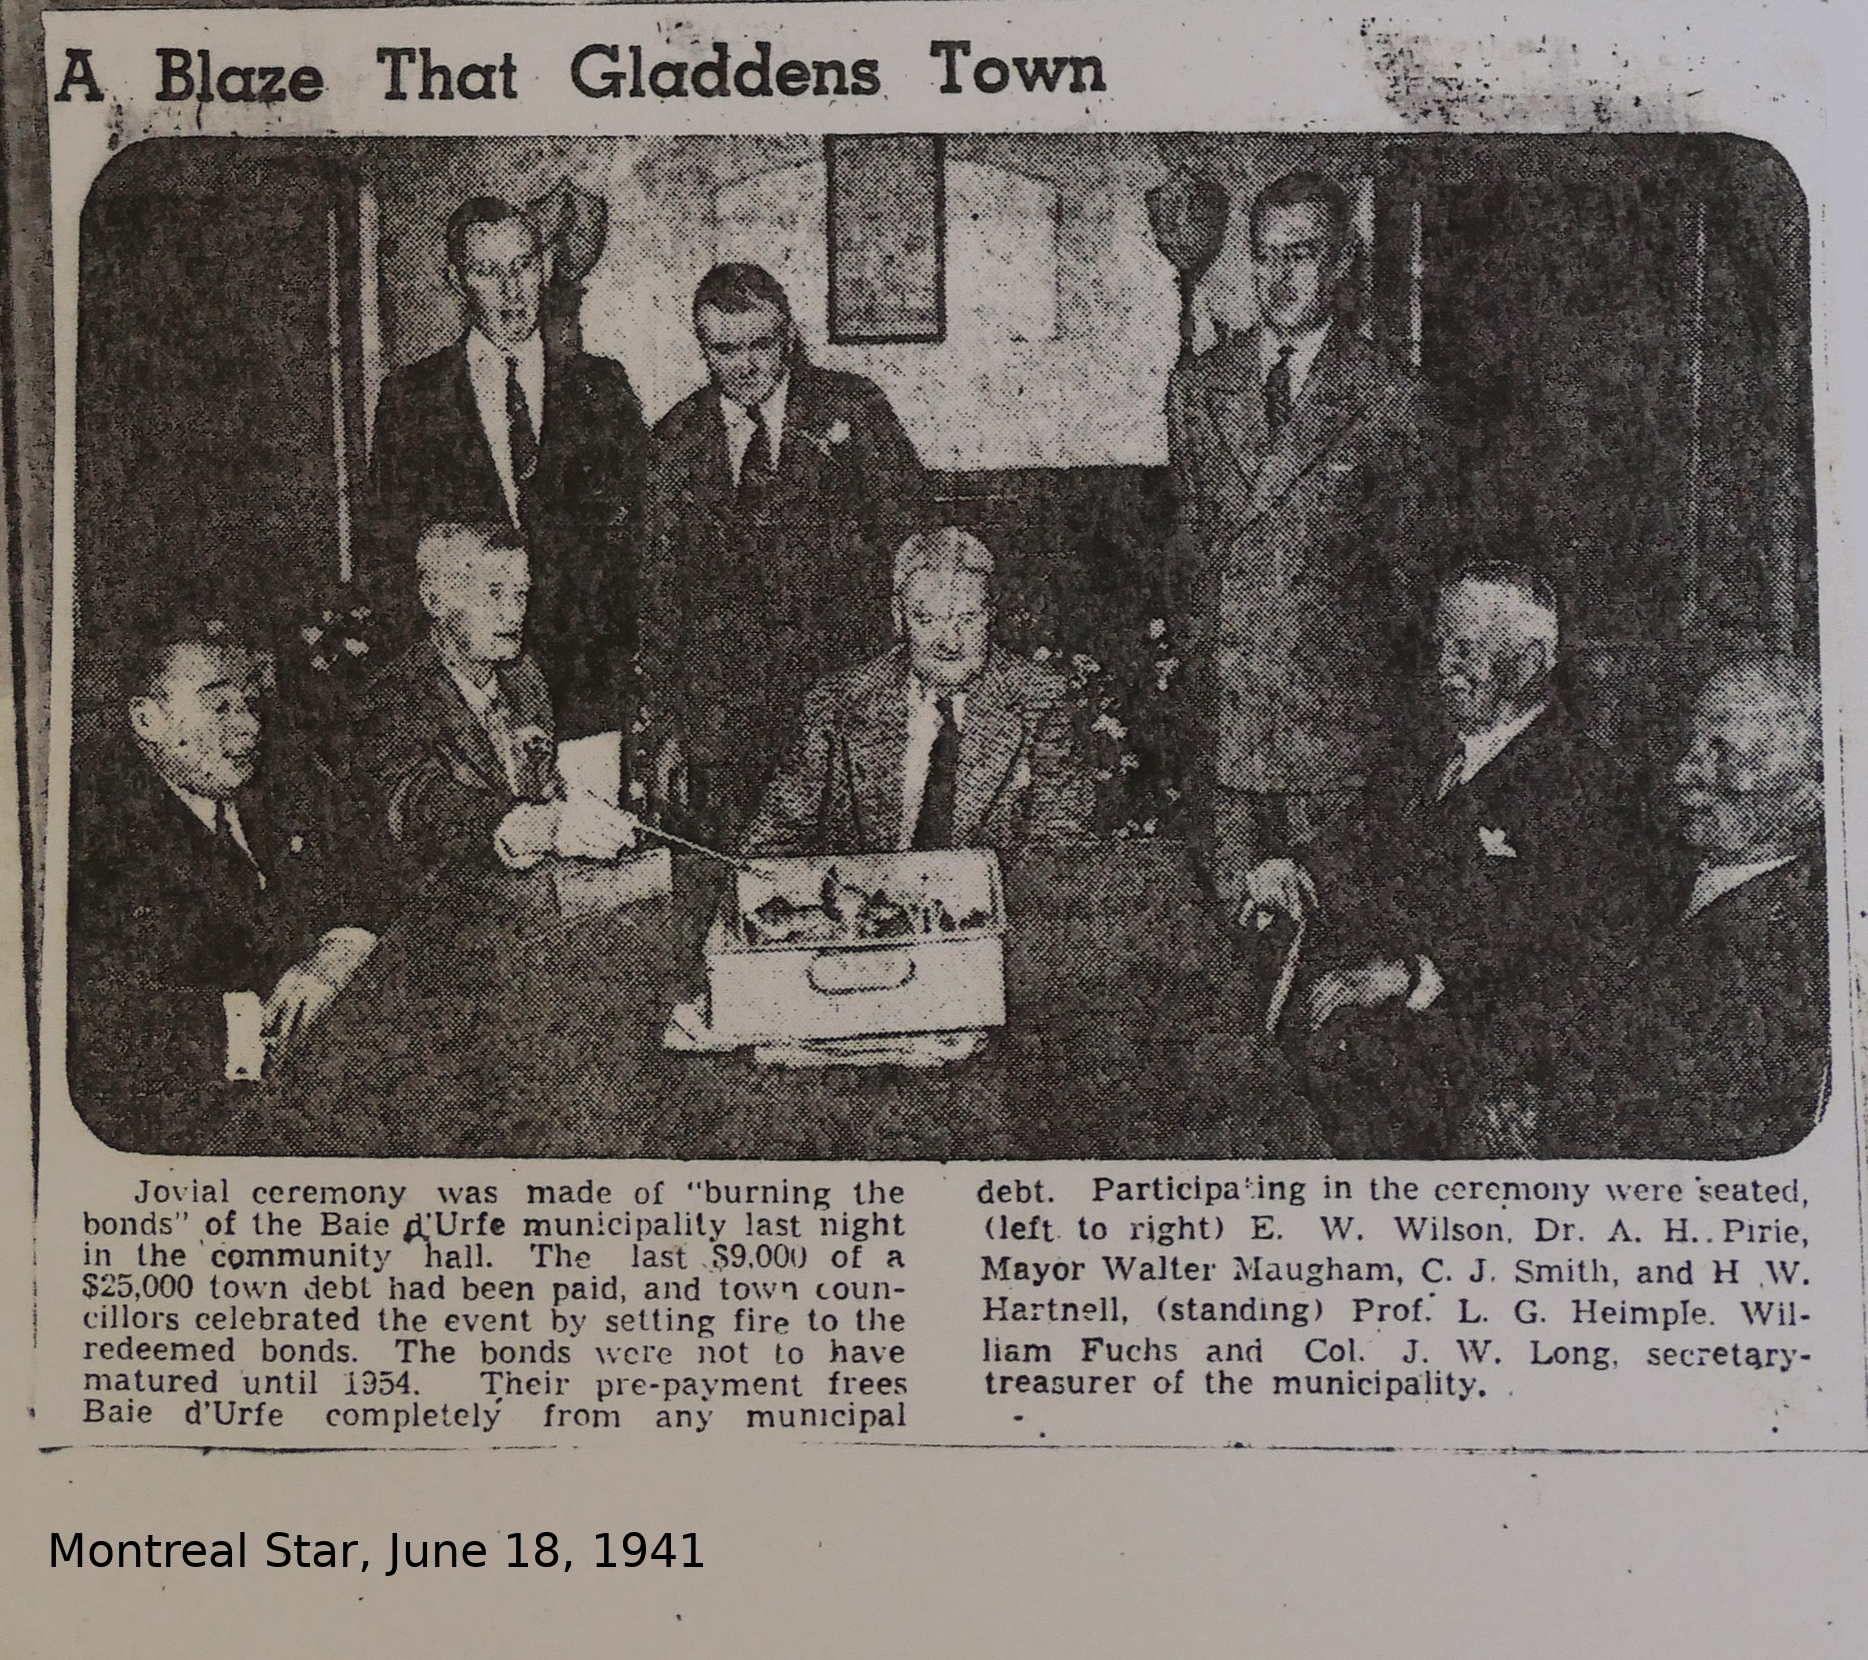 A Blaze That Gladdens Town
Jovial ceremony was made of "burning the
bonds" of the Baie d'Urfe municipality last night
in the community hall. The last $9,000 of a
$25,000 town debt had been paid, and town coun-
cillors celebrated the event by setting fire to the
redeemed bonds. The bonds were not to have
matured until 1954. Their pre-payment frees
Baie d'Urfe completely from any municipal
debt. Participating in the ceremony were seated,
(left to right) E. W. Wilson, Dr. A. H. Pirie,
Mayor Walter Maugham, C. J. Smith, and H. W.
Hartnell, (standing) Prof. L. G. Heimple. Wil-
liam Fuchs and Col. J. W. Long, secretary-
treasurer of the municipality.
Montreal Star, June 18, 1941